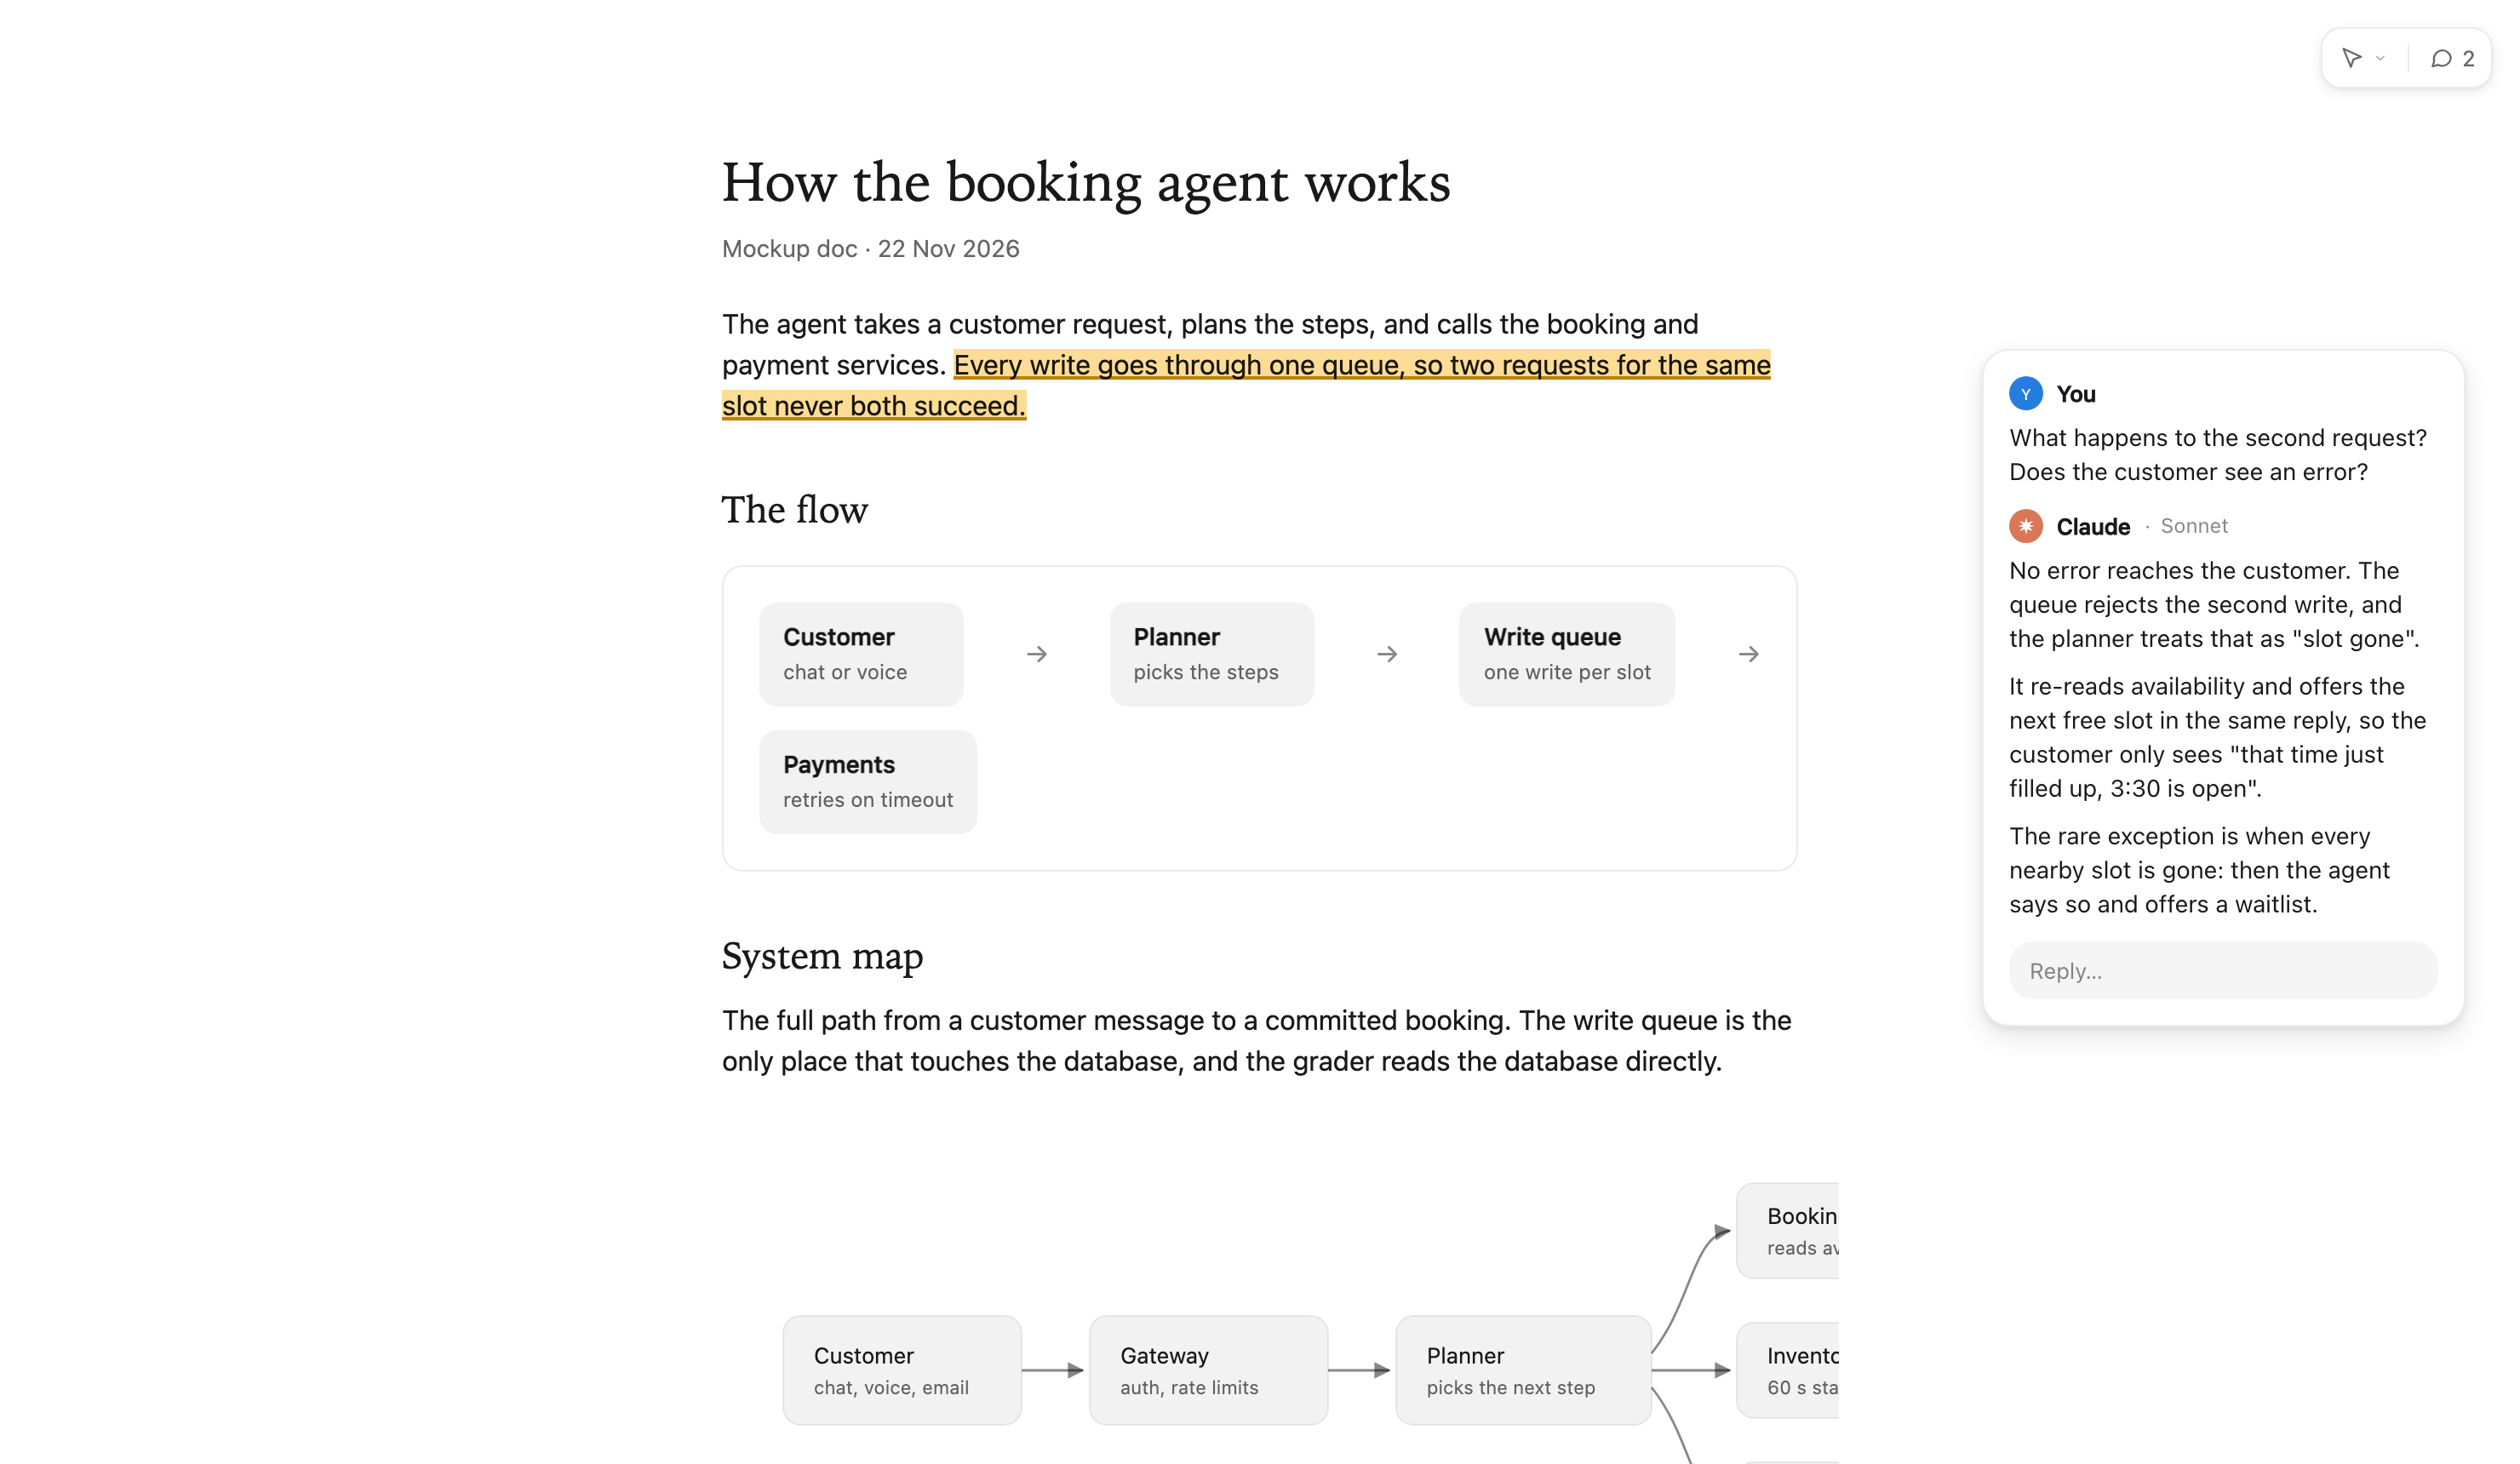 2
How the booking agent works
Mockup doc · 22 Nov 2026
The agent takes a customer request, plans the steps, and calls the booking and
payment services. Every write goes through one queue, so two requests for the same
slot never both succeed.
The flow
Customer
chat or voice
→
Planner
picks the steps
→
Write queue
one write per slot
→
Payments
retries on timeout
System map
The full path from a customer message to a committed booking. The write queue is the
only place that touches the database, and the grader reads the database directly.
Customer
chat, voice, email
Gateway
auth, rate limits
Planner
picks the next step
Bookin
reads av
Invento
60 s sta
Y
You
What happens to the second request?
Does the customer see an error?
Claude · Sonnet
No error reaches the customer. The
queue rejects the second write, and
the planner treats that as "slot gone".
It re-reads availability and offers the
next free slot in the same reply, so the
customer only sees "that time just
filled up, 3:30 is open".
The rare exception is when every
nearby slot is gone: then the agent
says so and offers a waitlist.
Reply...